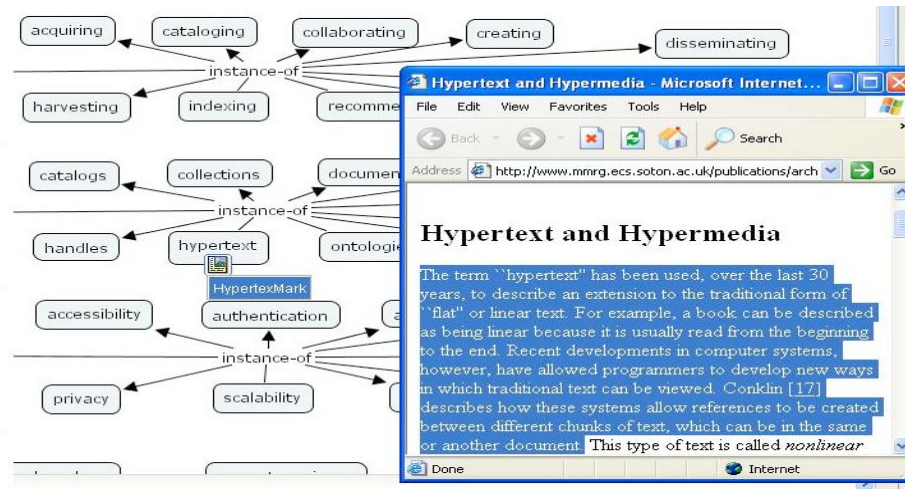 acquiring
cataloging
collaborating
creating
disseminating
instance-of
harvesting
indexing
recomme
catalogs
collections
documen
instance-of
handles
hypertext
ontologie
HypertexMark
accessibility
authentication
a
instance-of
privacy
scalability
Hypertext and Hypermedia - Microsoft Internet...
File Edit View Favorites Tools Help
Back Search
Address http://www.mmrg.ecs.soton.ac.uk/publications/arch Go
Hypertext and Hypermedia
The term ``hypertext'' has been used, over the last 30
years, to describe an extension to the traditional form of
``flat'' or linear text. For example, a book can be described
as being linear because it is usually read from the beginning
to the end. Recent developments in computer systems,
however, have allowed programmers to develop new ways
in which traditional text can be viewed. Conklin [17]
describes how these systems allow references to be created
between different chunks of text, which can be in the same
or another document. This type of text is called nonlinear
Done Internet